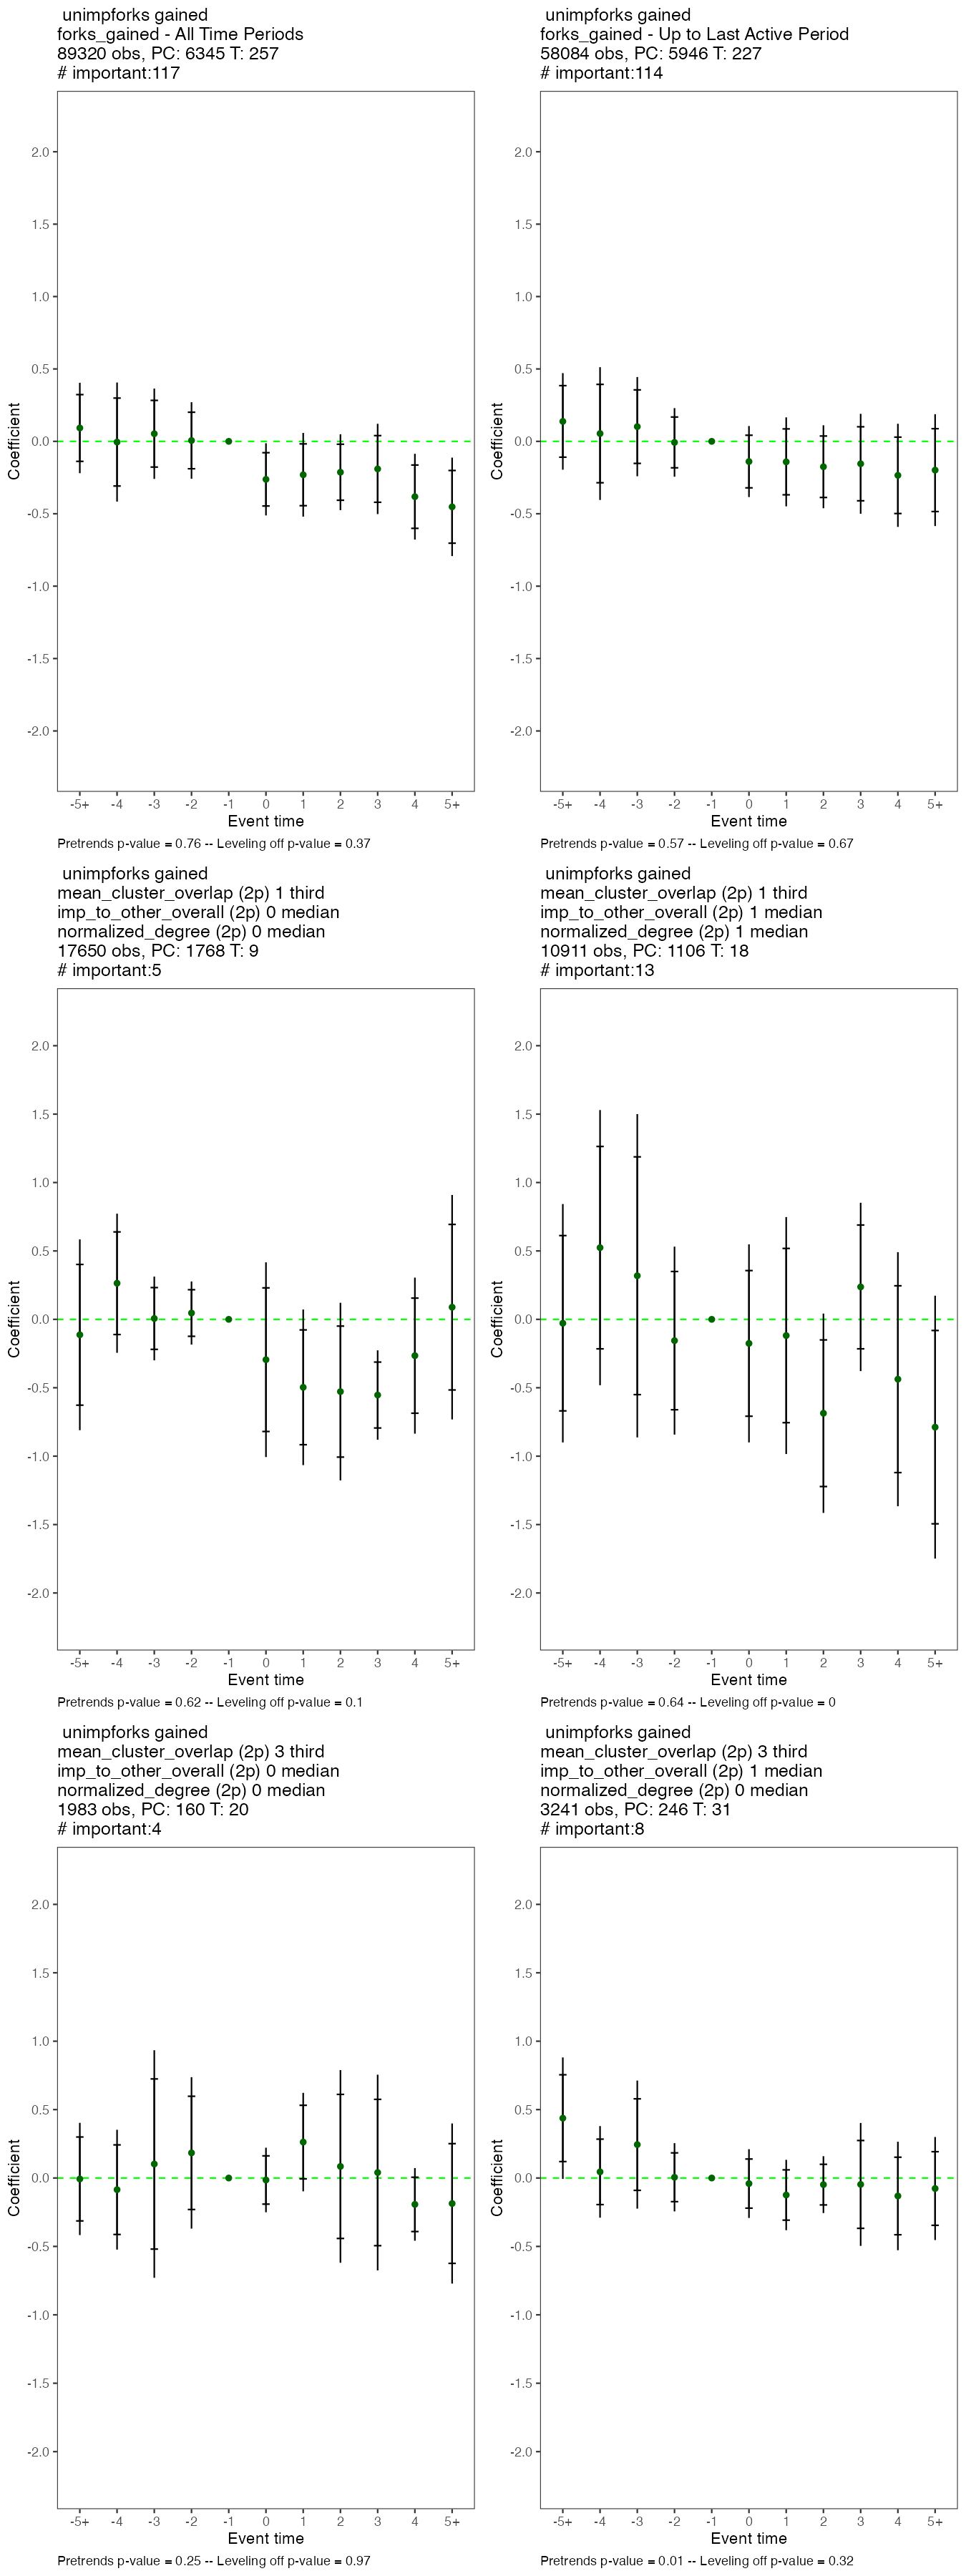 unimpforks gained
forks_gained - All Time Periods
89320 obs, PC: 6345 T: 257
# important:117
2.0
1.5
1.0
0.5
0.0
-0.5
-1.0
-1.5
-2.0
Coefficient
-5+ -4 -3 -2 -1 0 1 2 3 4 5+
Event time
Pretrends p-value = 0.76 -- Leveling off p-value = 0.37
unimpforks gained
forks_gained - Up to Last Active Period
58084 obs, PC: 5946 T: 227
# important:114
2.0
1.5
1.0
0.5
0.0
-0.5
-1.0
-1.5
-2.0
Coefficient
-5+ -4 -3 -2 -1 0 1 2 3 4 5+
Event time
Pretrends p-value = 0.57 -- Leveling off p-value = 0.67
unimpforks gained
mean_cluster_overlap (2p) 1 third
imp_to_other_overall (2p) 0 median
normalized_degree (2p) 0 median
17650 obs, PC: 1768 T: 9
# important:5
2.0
1.5
1.0
0.5
0.0
-0.5
-1.0
-1.5
-2.0
Coefficient
-5+ -4 -3 -2 -1 0 1 2 3 4 5+
Event time
Pretrends p-value = 0.62 -- Leveling off p-value = 0.1
unimpforks gained
mean_cluster_overlap (2p) 1 third
imp_to_other_overall (2p) 1 median
normalized_degree (2p) 1 median
10911 obs, PC: 1106 T: 18
# important:13
2.0
1.5
1.0
0.5
0.0
-0.5
-1.0
-1.5
-2.0
Coefficient
-5+ -4 -3 -2 -1 0 1 2 3 4 5+
Event time
Pretrends p-value = 0.64 -- Leveling off p-value = 0
unimpforks gained
mean_cluster_overlap (2p) 3 third
imp_to_other_overall (2p) 0 median
normalized_degree (2p) 0 median
1983 obs, PC: 160 T: 20
# important:4
2.0
1.5
1.0
0.5
0.0
-0.5
-1.0
-1.5
-2.0
Coefficient
-5+ -4 -3 -2 -1 0 1 2 3 4 5+
Event time
Pretrends p-value = 0.25 -- Leveling off p-value = 0.97
unimpforks gained
mean_cluster_overlap (2p) 3 third
imp_to_other_overall (2p) 1 median
normalized_degree (2p) 0 median
3241 obs, PC: 246 T: 31
# important:8
2.0
1.5
1.0
0.5
0.0
-0.5
-1.0
-1.5
-2.0
Coefficient
-5+ -4 -3 -2 -1 0 1 2 3 4 5+
Event time
Pretrends p-value = 0.01 -- Leveling off p-value = 0.32